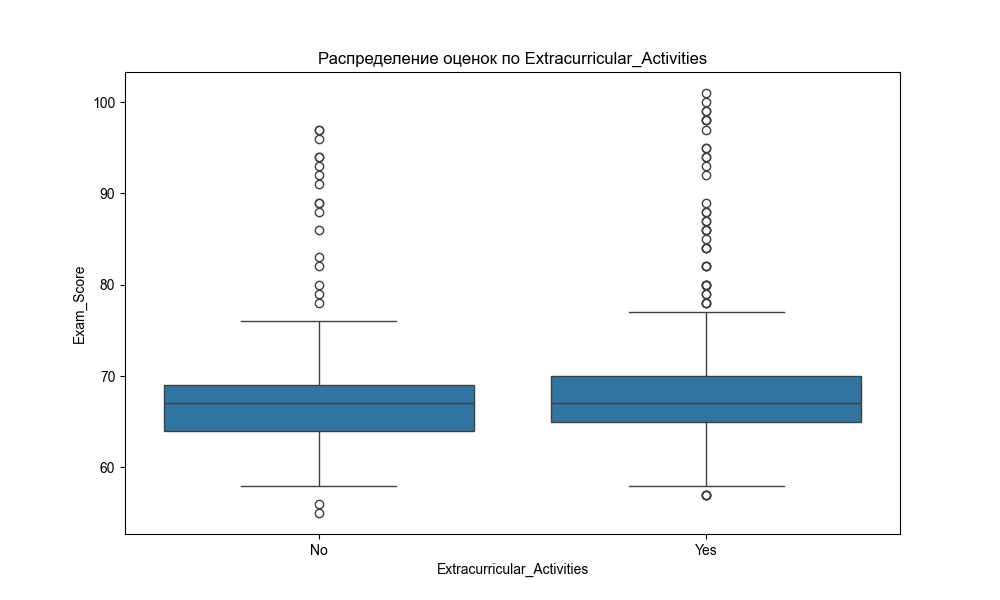 Распределение оценок по Extracurricular_Activities
100
90
80
70
60
Exam_Score
No
Yes
Extracurricular_Activities